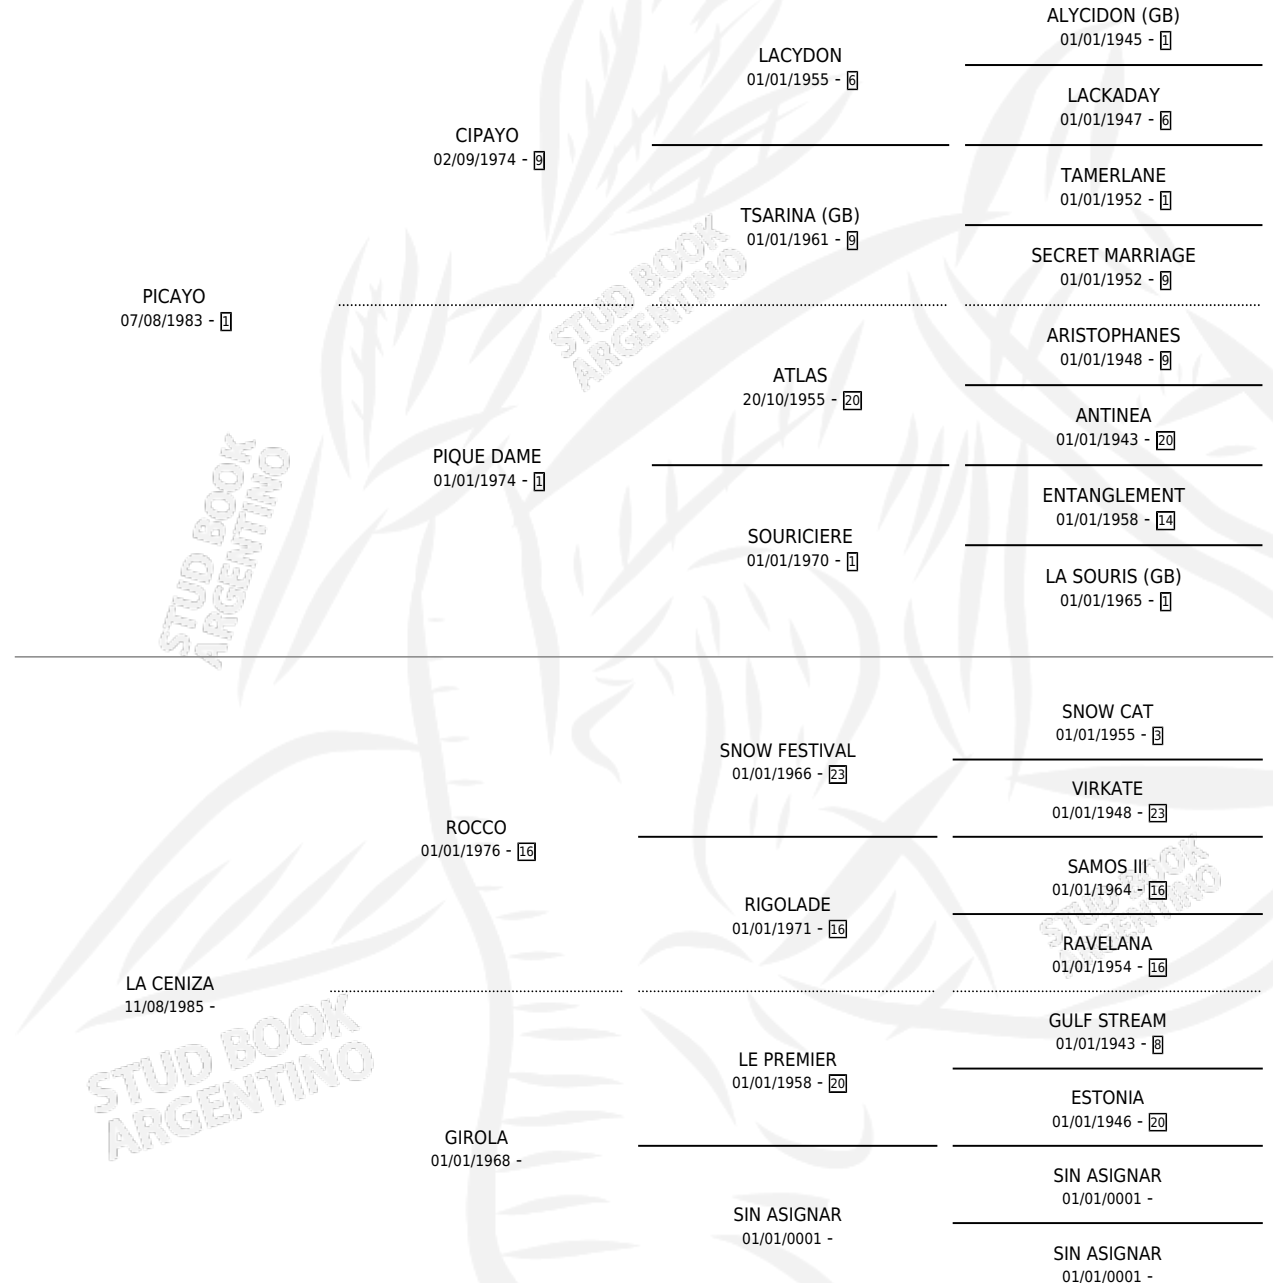 ALYCIDON (GB)
01/01/1945 - 1
LACYDON
01/01/1955 - 6
LACKADAY
01/01/1947 - 6
CIPAYO
02/09/1974 - 9
TAMERLANE
01/01/1952 - 1
TSARINA (GB)
01/01/1961 - 9
SECRET MARRIAGE
01/01/1952 - 9
PICAYO
07/08/1983 - 1
STUD BOOK
ARGENTINO
ARISTOPHANES
01/01/1948 - 9
ATLAS
20/10/1955 - 20
ANTINEA
01/01/1943 - 20
PIQUE DAME
01/01/1974 - 1
ENTANGLEMENT
01/01/1958 - 14
SOURICIERE
01/01/1970 - 1
LA SOURIS (GB)
01/01/1965 - 1
STUD BOOK
ARGENTINO
SNOW CAT
01/01/1955 - 3
SNOW FESTIVAL
01/01/1966 - 23
VIRKATE
01/01/1948 - 23
ROCCO
01/01/1976 - 16
SAMOS III
01/01/1964 - 16
RIGOLADE
01/01/1971 - 16
STUD BOOK
ARGENTINO
RAVELANA
01/01/1954 - 16
LA CENIZA
11/08/1985 -
GULF STREAM
01/01/1943 - 8
LE PREMIER
01/01/1958 - 20
ESTONIA
01/01/1946 - 20
STUD BOOK
ARGENTINO
GIROLA
01/01/1968 -
SIN ASIGNAR
01/01/0001 -
SIN ASIGNAR
01/01/0001 -
SIN ASIGNAR
01/01/0001 -